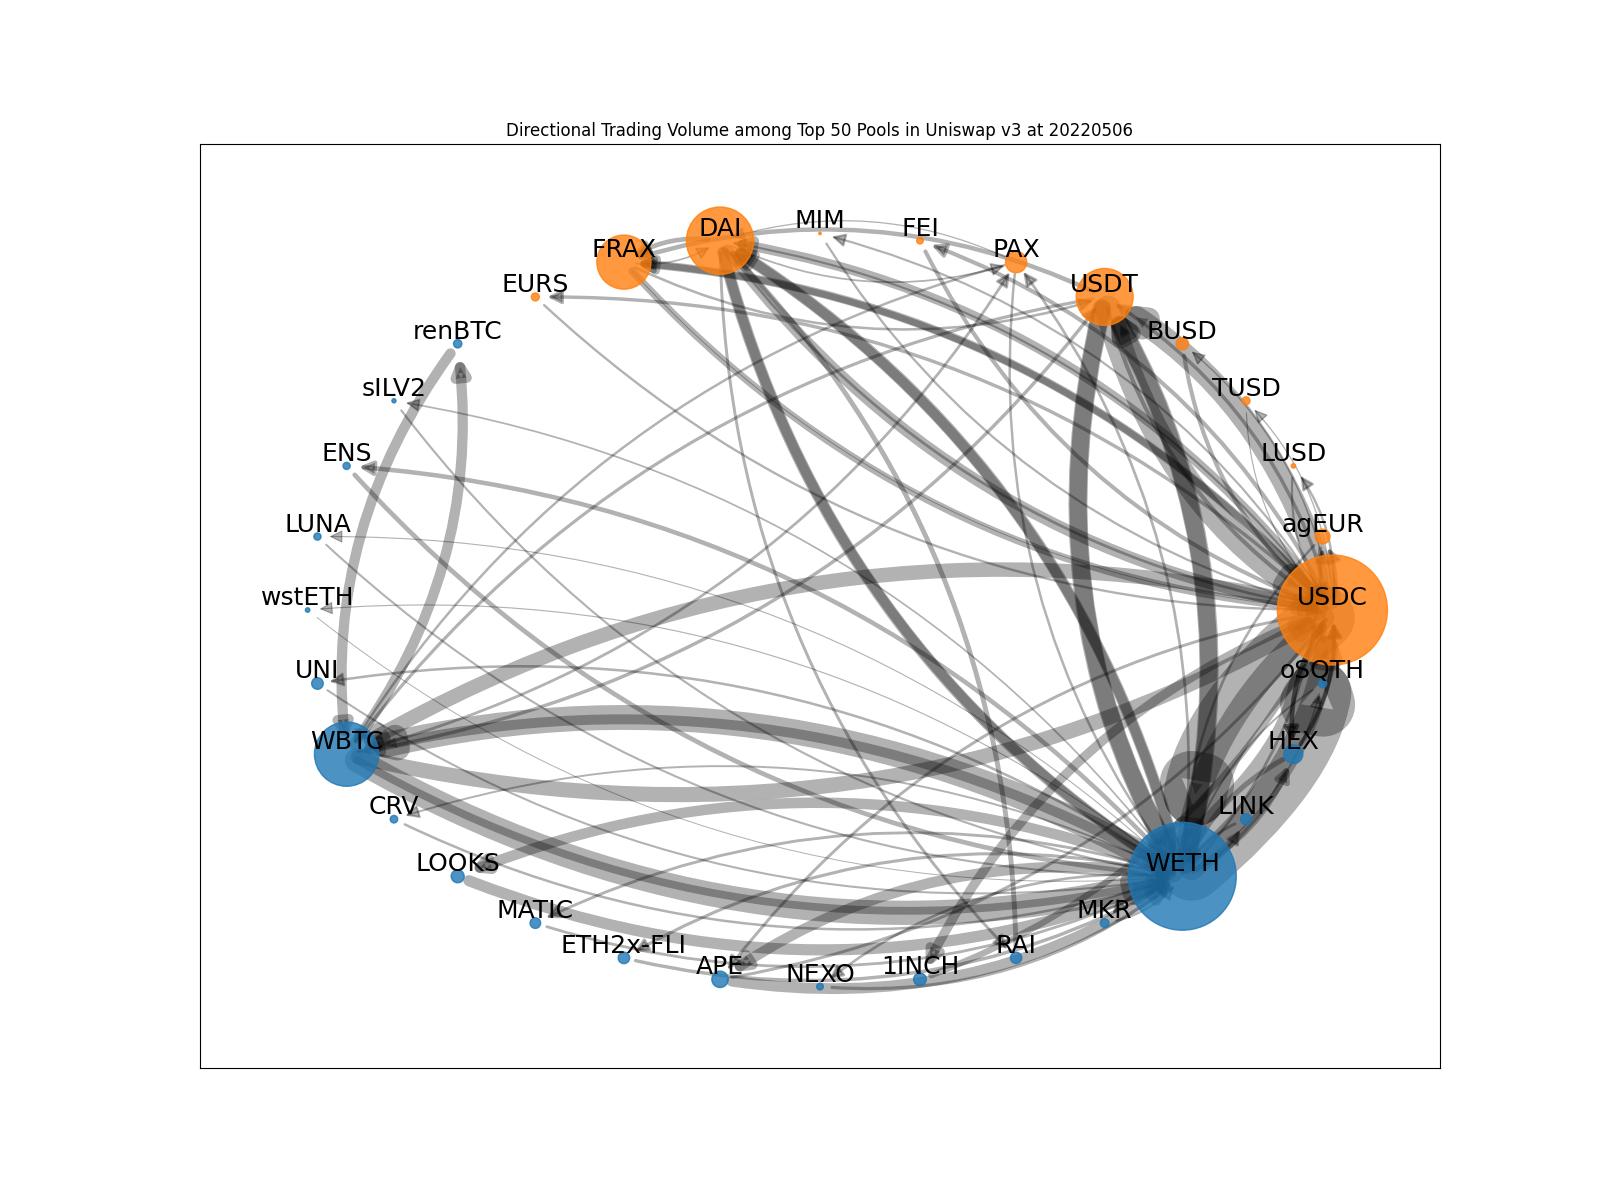 Directional Trading Volume among Top 50 Pools in Uniswap v3 at 20220506
MIM
DAI
FEI
FRAX
PAX
EURS
USDT
renBTC
BUSD
sILV2
TUSD
ENS
LUSD
LUNA
agEUR
wstETH
USDC
UNI
oSQTH
WBTC
HEX
CRV
LINK
LOOKS
WETH
MATIC
MKR
ETH2x-FLI
RAI
APE
1INCH
NEXO